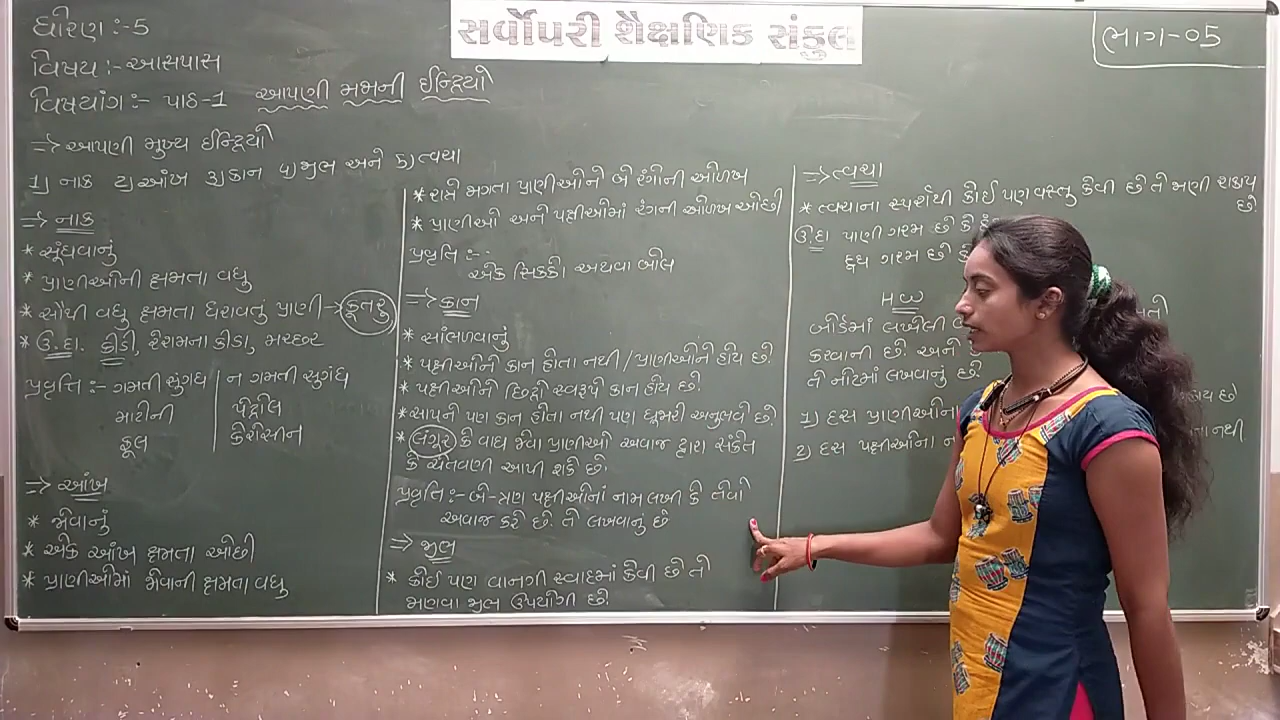 સર્વોપરી શૈક્ષણિક સંકુલ
ભાગ-૦5
ધોરણ :-5
વિષય :- આસપાસ
વિષયાંગ :- પાઠ-1 આપણી મજાની ઈન્દ્રિયો
=> આપણી મુખ્ય ઈન્દ્રિયો
1) નાક 2) આંખ 3) કાન 4) જીભ અને 5) ત્વચા
=> નાક
* સૂંઘવાનું
* પ્રાણીઓની ક્ષમતા વધુ
* સૌથી વધુ ક્ષમતા ધરાવતું પ્રાણી → કૂતરુ
* ઉ.દા. કીડી, રેશમના કીડા, મચ્છર
પ્રવૃત્તિ :- ગમતી સુગંધ | ન ગમતી સુગંધ
માટીની | પેટ્રોલ
ફૂલ | કેરોસીન
=> આંખ
* જોવાનું
* એક આંખ ક્ષમતા ઓછી
* પ્રાણીઓમાં જોવાની ક્ષમતા વધુ
* રાત્રે જાગતા પ્રાણીઓને બે રંગોની ઓળખ
* પ્રાણીઓ અને પક્ષીઓમાં રંગની ઓળખ ઓછી
પ્રવૃત્તિ :-
એક સિક્કો અથવા બોલ
=> કાન
* સાંભળવાનું
* પક્ષીઓને કાન હોતા નથી / પ્રાણીઓને હોય છે.
* પક્ષીઓને છિદ્રો સ્વરૂપે કાન હોય છે.
* સાપને પણ કાન હોતા નથી પણ ધ્રુજારી અનુભવે છે.
* લંગૂર કે વાઘ જેવા પ્રાણીઓ અવાજ દ્વારા સંકેત
કે ચેતવણી આપી શકે છે.
પ્રવૃત્તિ :- બે-ત્રણ પક્ષીઓનાં નામ લખી કે તેવો
અવાજ કરે છે. તે લખવાનું છે
=> જીભ
* કોઈ પણ વાનગી સ્વાદમાં કેવી છે તે
જાણવા જીભ ઉપયોગી છે.
=> ત્વચા
* ત્વચાના સ્પર્શથી કોઈ પણ વસ્તુ કેવી છે તે જાણી શકાય
છે.
ઉ.દા પાણી ગરમ છે કે
દૂધ ગરમ છે કે
HW
બોર્ડમાં લખેલી
કરવાની છે. અને
તે નોટમાં લખવાનું છે.
1) દસ પ્રાણીઓના
2) દસ પક્ષીઓના નથી